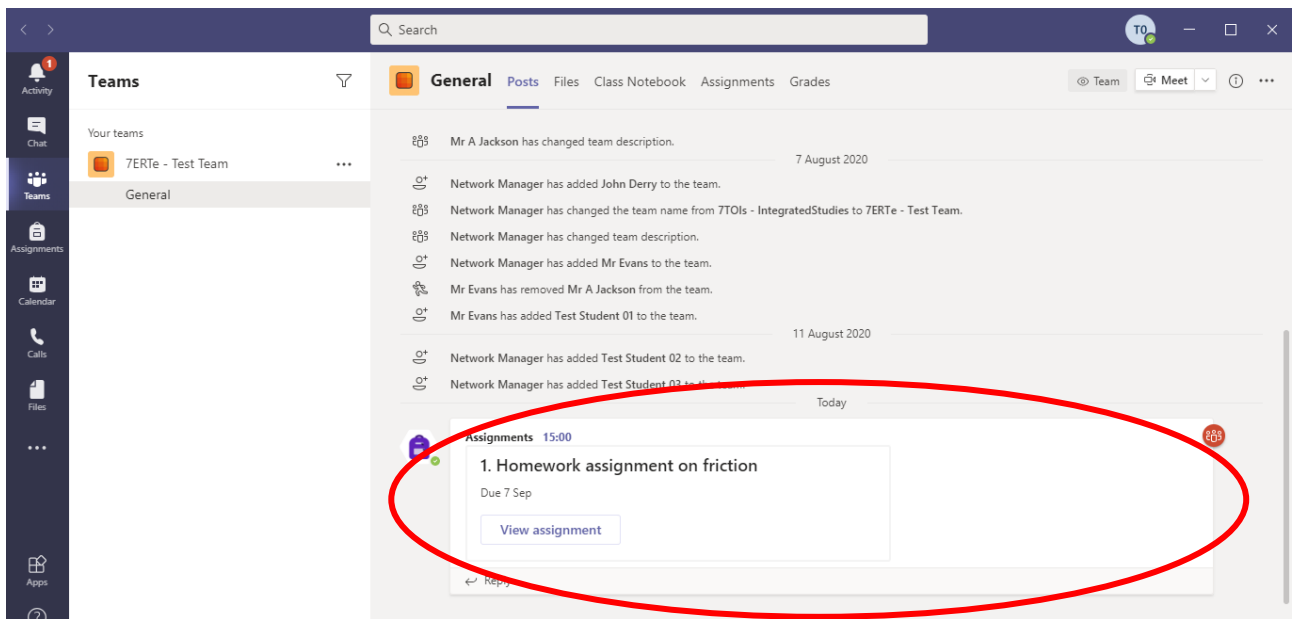 Search
TO
1
Activity
Chat
Teams
Assignments
Calendar
Calls
Files
Apps
Teams
Your teams
7ERTe - Test Team
General
General Posts Files Class Notebook Assignments Grades
Team
Meet
Mr A Jackson has changed team description.
7 August 2020
Network Manager has added John Derry to the team.
Network Manager has changed the team name from 7TOIs - IntegratedStudies to 7ERTe - Test Team.
Network Manager has changed team description.
Network Manager has added Mr Evans to the team.
Mr Evans has removed Mr A Jackson from the team.
Mr Evans has added Test Student 01 to the team.
11 August 2020
Network Manager has added Test Student 02 to the team.
Network Manager has added Test Student 03 to the team.
Today
Assignments 15:00
1. Homework assignment on friction
Due 7 Sep
View assignment
Reply